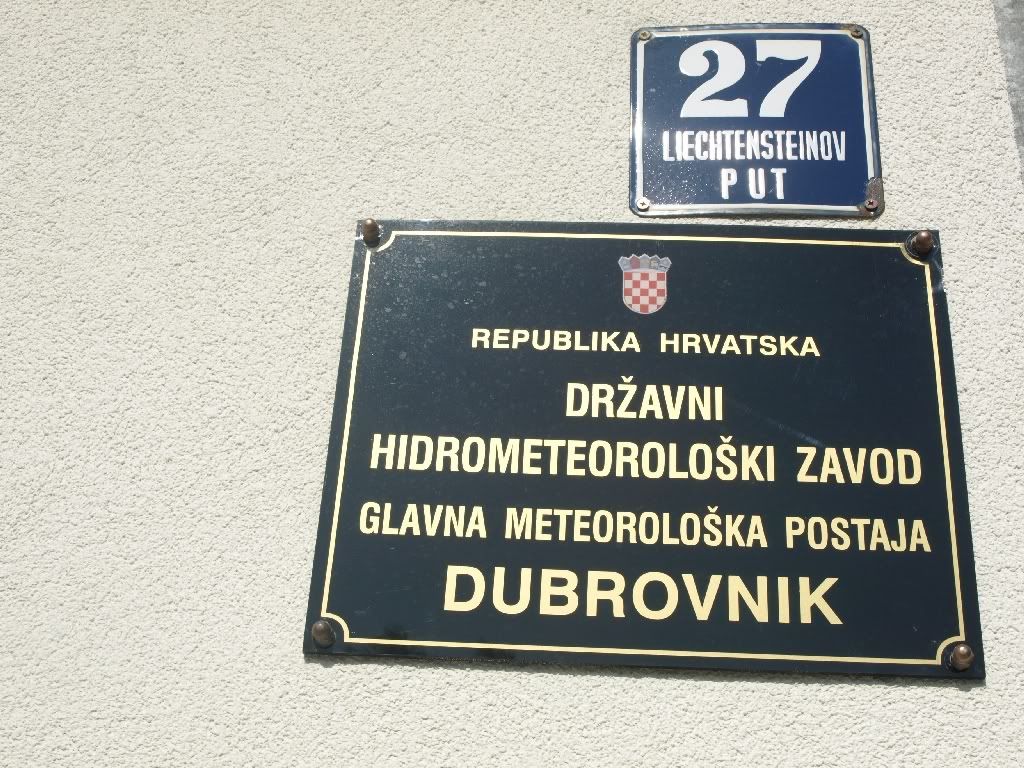 27
LIECHTENSTEINOV
PUT
REPUBLIKA HRVATSKA
DRŽAVNI
HIDROMETEOROLOŠKI ZAVOD
GLAVNA METEOROLOŠKA POSTAJA
DUBROVNIK